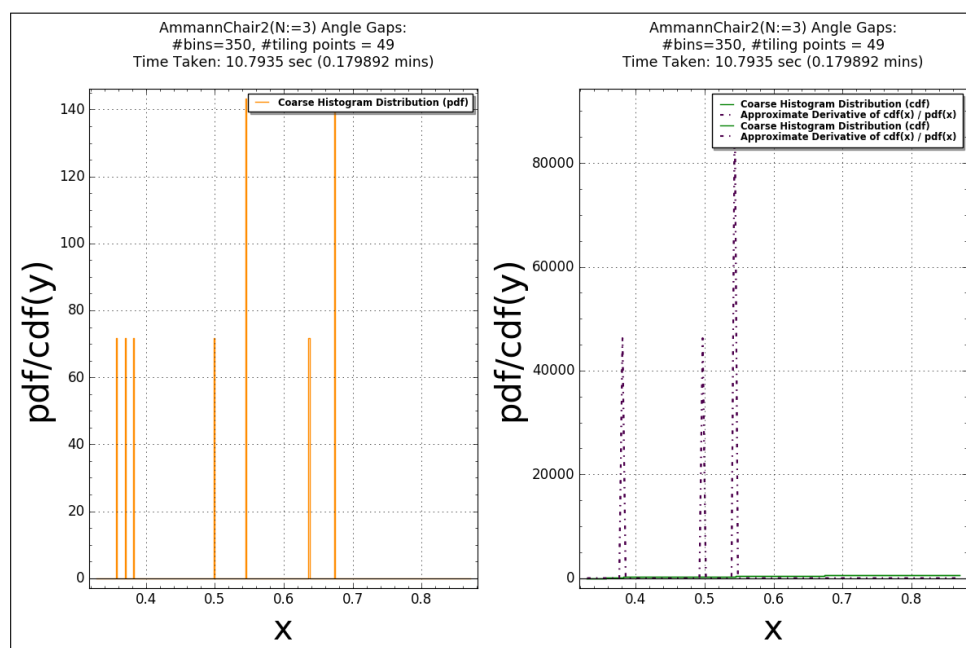 AmmannChair2(N:=3) Angle Gaps:
#bins=350, #tiling points = 49
Time Taken: 10.7935 sec (0.179892 mins)
Coarse Histogram Distribution (pdf)
140
120
100
80
60
40
20
0
0.4
0.5
0.6
0.7
0.8
pdf/cdf(y)
x
AmmannChair2(N:=3) Angle Gaps:
#bins=350, #tiling points = 49
Time Taken: 10.7935 sec (0.179892 mins)
Coarse Histogram Distribution (cdf)
Approximate Derivative of cdf(x) / pdf(x)
Coarse Histogram Distribution (cdf)
Approximate Derivative of cdf(x) / pdf(x)
80000
60000
40000
20000
0
0.4
0.5
0.6
0.7
0.8
pdf/cdf(y)
x